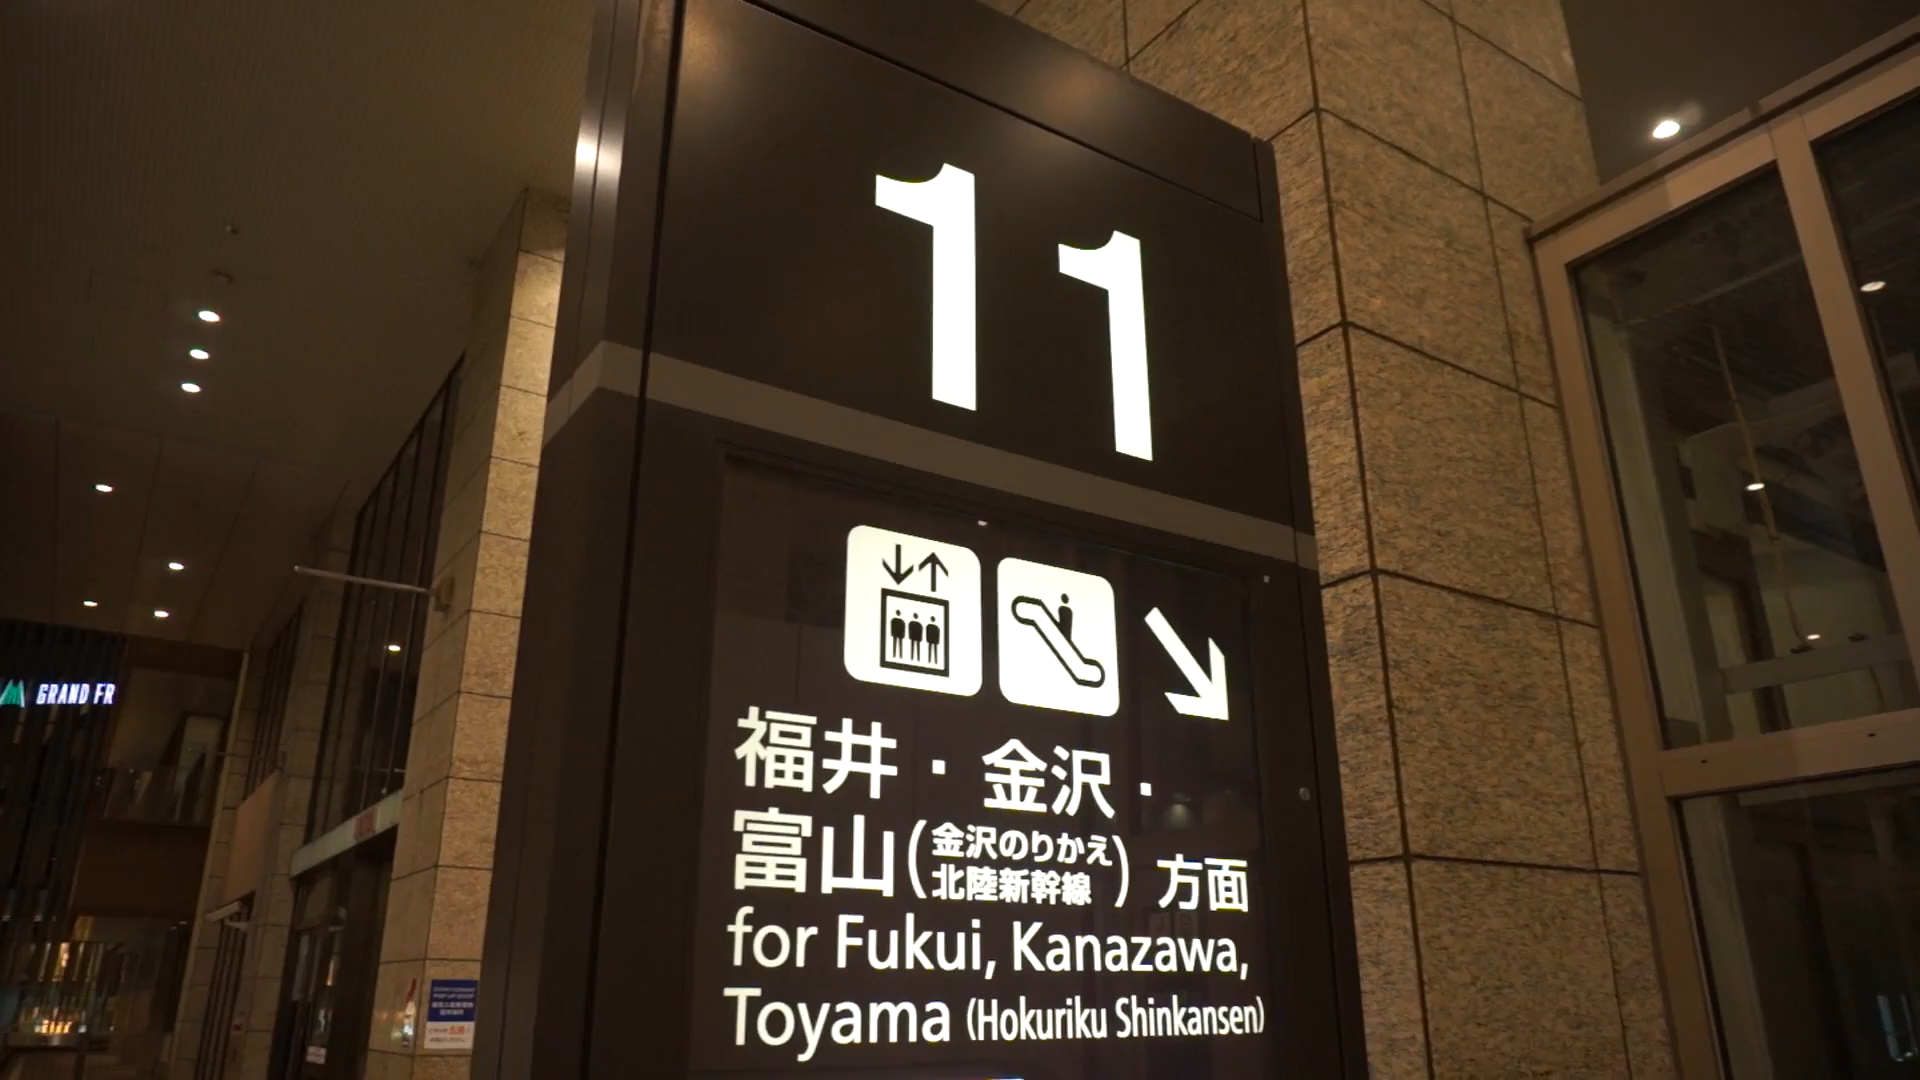 11
福井・金沢・
富山(金沢のりかえ
北陸新幹線)方面
for Fukui, Kanazawa,
Toyama (Hokuriku Shinkansen)
GRAND FR